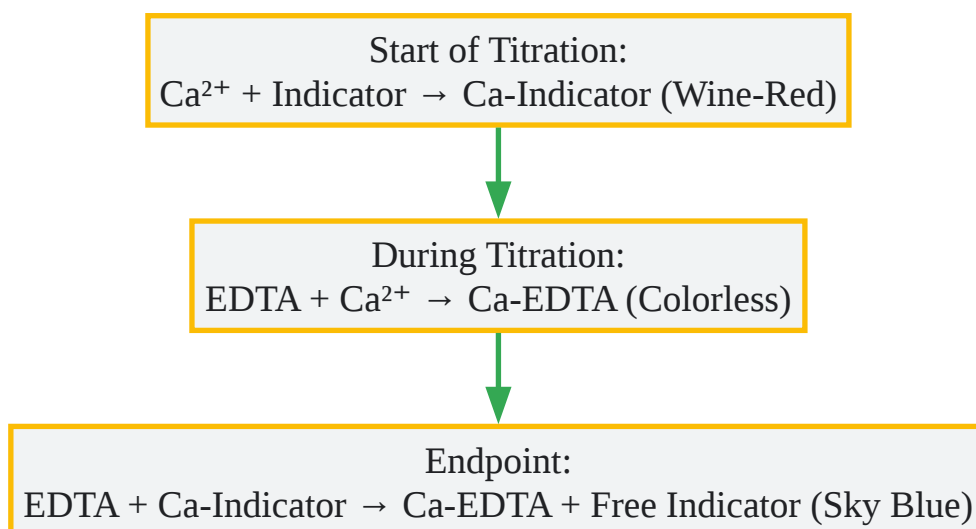 Start of Titration:
Ca²⁺ + Indicator → Ca-Indicator (Wine-Red)
During Titration:
EDTA + Ca²⁺ → Ca-EDTA (Colorless)
Endpoint:
EDTA + Ca-Indicator → Ca-EDTA + Free Indicator (Sky Blue)